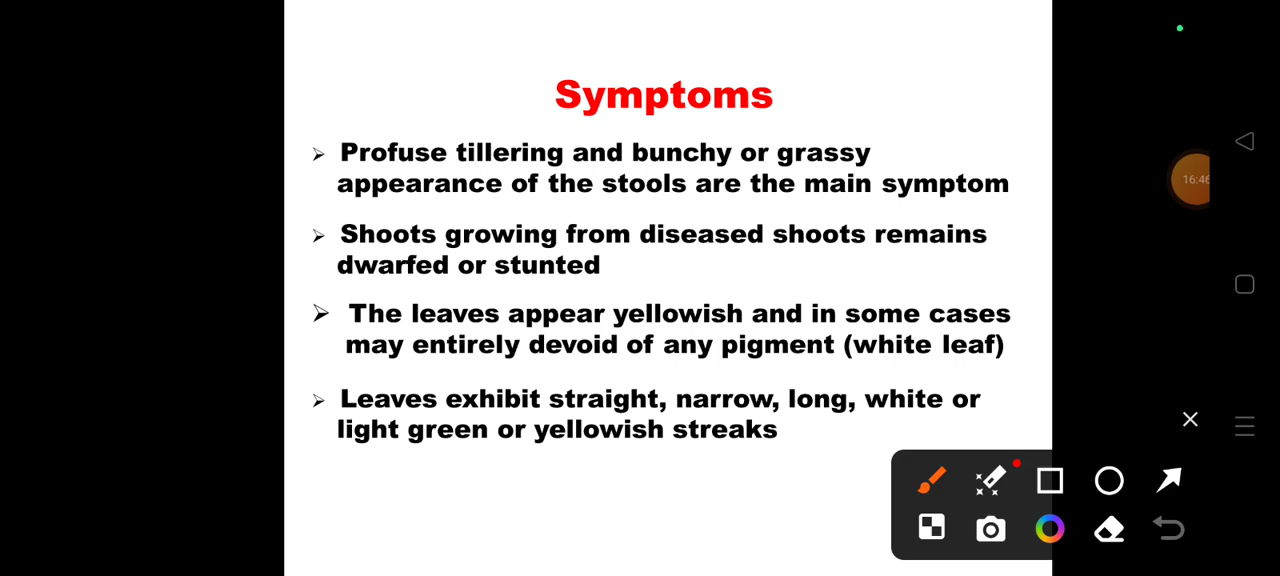 Symptoms
➢ Profuse tillering and bunchy or grassy
appearance of the stools are the main symptom
➢ Shoots growing from diseased shoots remains
dwarfed or stunted
➢ The leaves appear yellowish and in some cases
may entirely devoid of any pigment (white leaf)
➢ Leaves exhibit straight, narrow, long, white or
light green or yellowish streaks
16:46